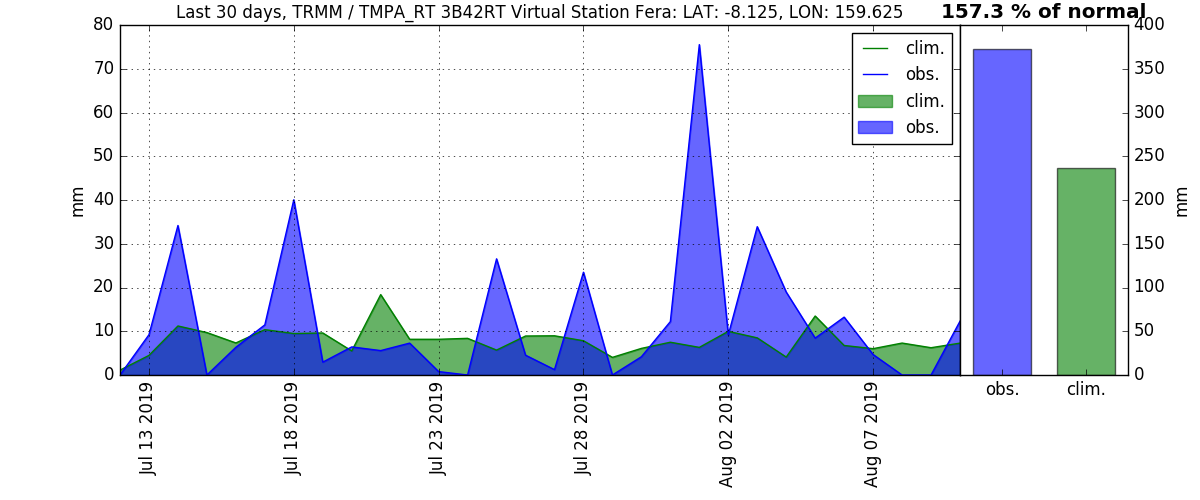 Last 30 days, TRMM / TMPA_RT 3B42RT Virtual Station Fera: LAT: -8.125, LON: 159.625
157.3 % of normal
80
70
60
50
40
30
20
10
0
mm
clim.
obs.
clim.
obs.
Jul 13 2019
Jul 18 2019
Jul 23 2019
Jul 28 2019
Aug 02 2019
Aug 07 2019
400
350
300
250
200
150
100
50
0
mm
obs.
clim.